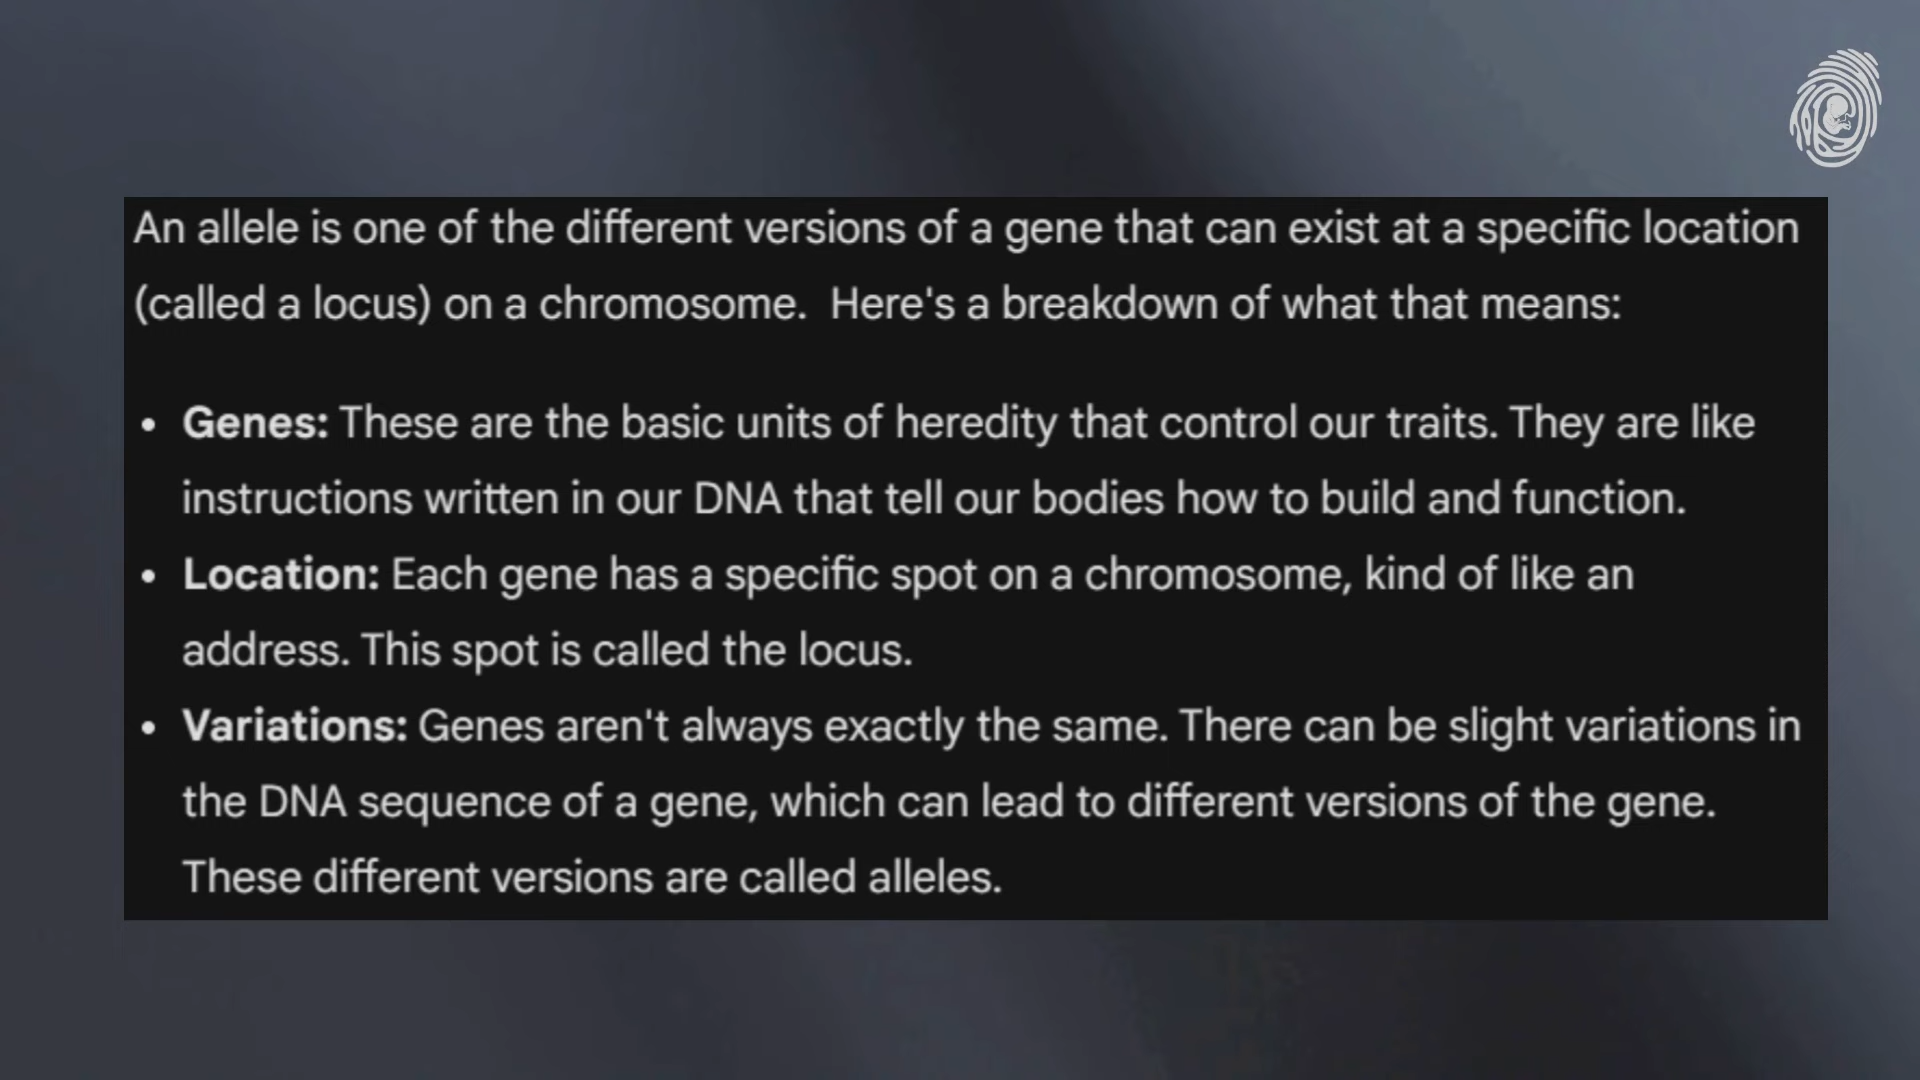 An allele is one of the different versions of a gene that can exist at a specific location
(called a locus) on a chromosome.  Here's a breakdown of what that means:
• Genes: These are the basic units of heredity that control our traits. They are like
instructions written in our DNA that tell our bodies how to build and function.
• Location: Each gene has a specific spot on a chromosome, kind of like an
address. This spot is called the locus.
• Variations: Genes aren't always exactly the same. There can be slight variations in
the DNA sequence of a gene, which can lead to different versions of the gene.
These different versions are called alleles.